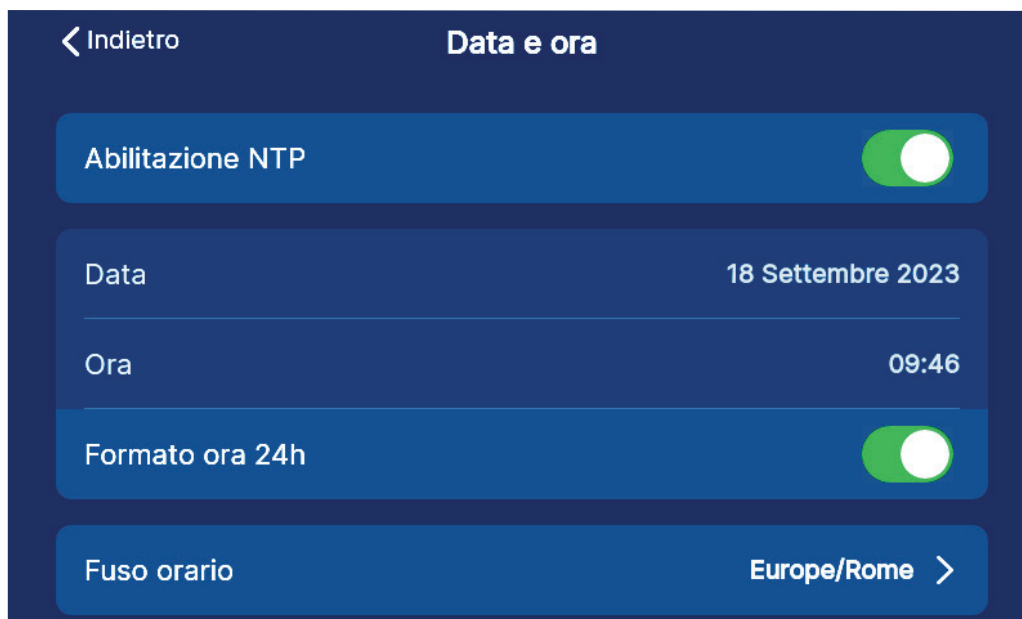 Indietro
Data e ora
Abilitazione NTP
Data 18 Settembre 2023
Ora 09:46
Formato ora 24h
Fuso orario Europe/Rome